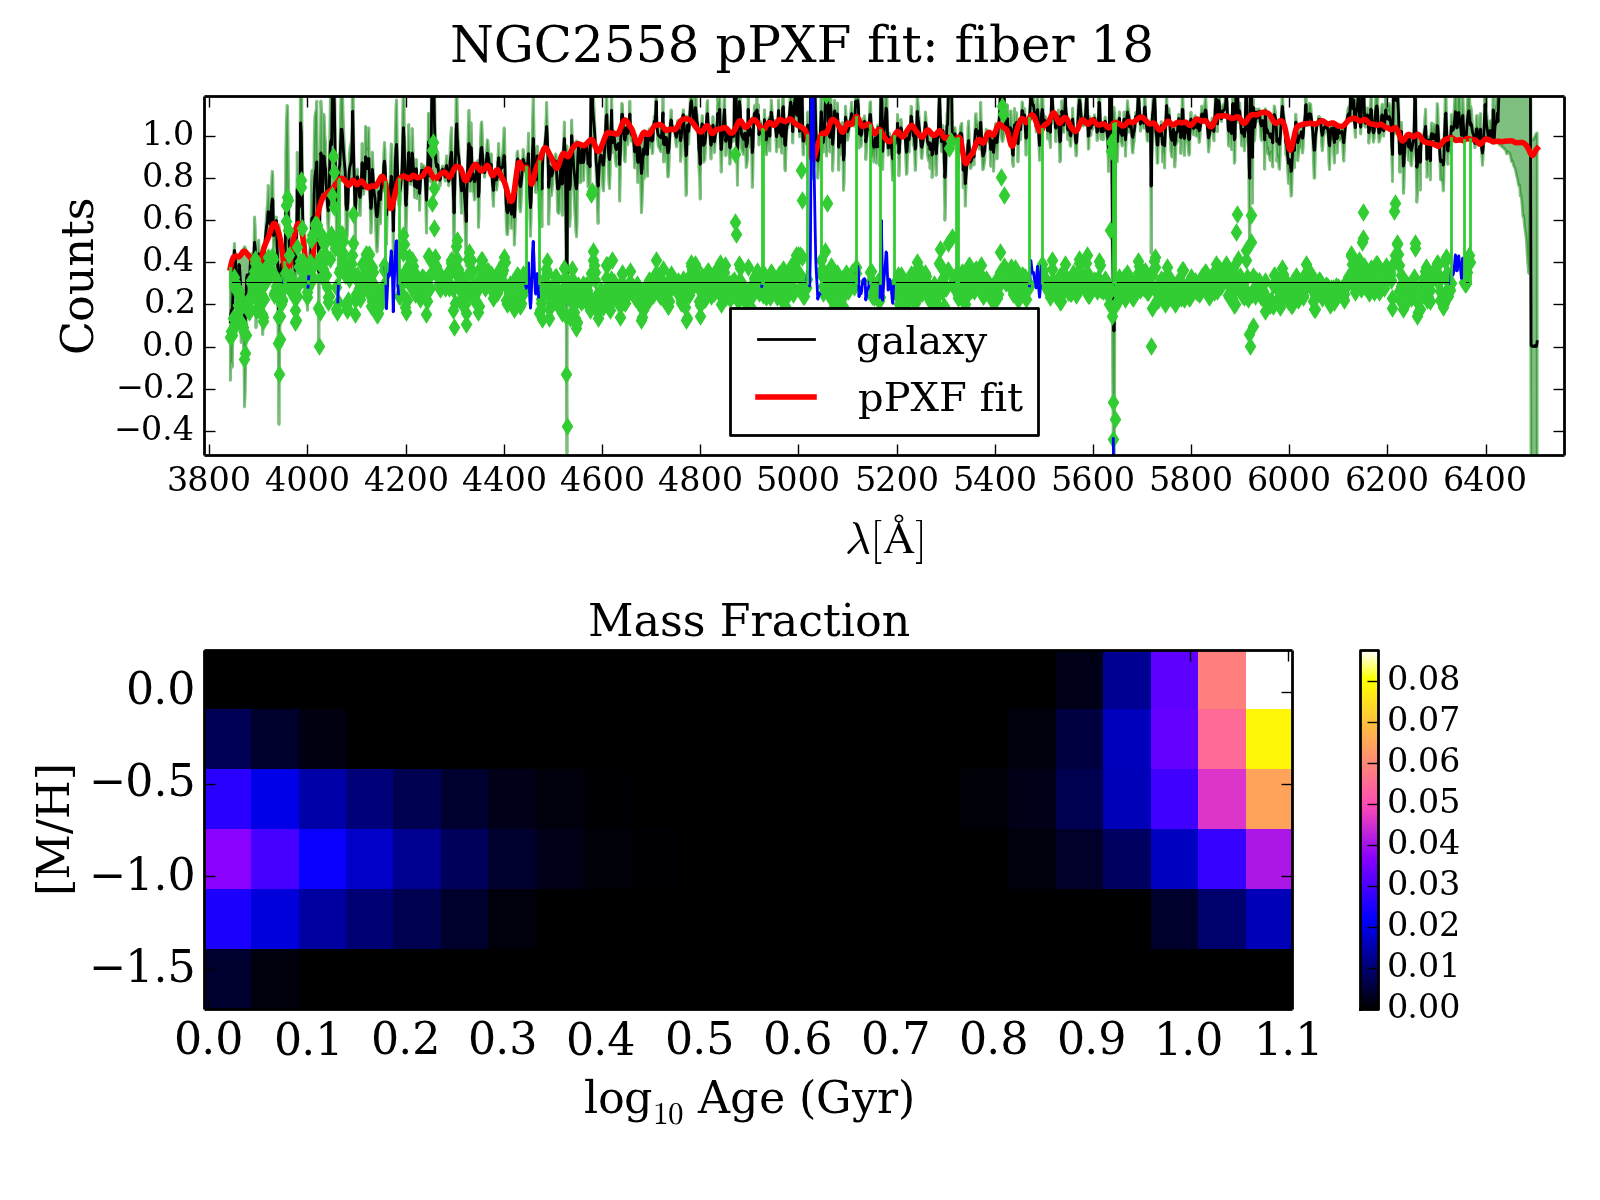 NGC2558 pPXF fit: fiber 18
Counts
1.0
0.8
0.6
0.4
0.2
0.0
−0.2
−0.4
galaxy
pPXF fit
3800 4000 4200 4400 4600 4800 5000 5200 5400 5600 5800 6000 6200 6400
λ[Å]
Mass Fraction
[M/H]
0.0
−0.5
−1.0
−1.5
0.0 0.1 0.2 0.3 0.4 0.5 0.6 0.7 0.8 0.9 1.0 1.1
log₁₀ Age (Gyr)
0.08
0.07
0.06
0.05
0.04
0.03
0.02
0.01
0.00